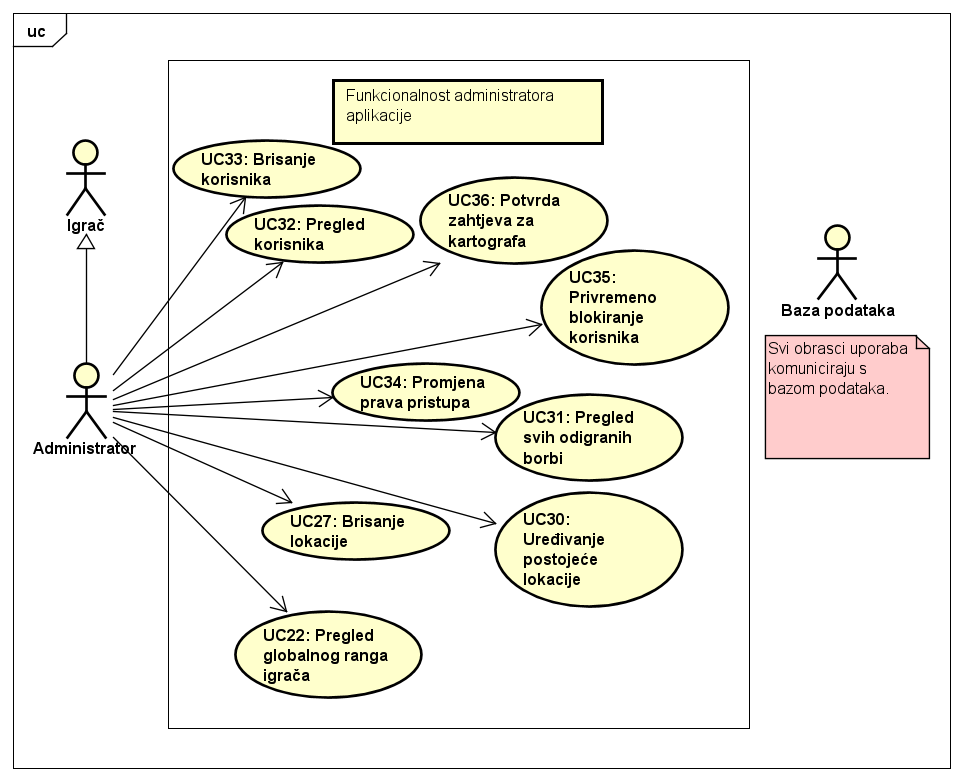 uc
Funkcionalnost administratora
aplikacije
UC33: Brisanje
korisnika
Igrač
UC32: Pregled
korisnika
UC36: Potvrda
zahtjeva za
kartografa
UC35:
Privremeno
blokiranje
korisnika
Baza podataka
Svi obrasci uporaba
komuniciraju s
bazom podataka.
Administrator
UC34: Promjena
prava pristupa
UC31: Pregled
svih odigranih
borbi
UC27: Brisanje
lokacije
UC30:
Uređivanje
postojeće
lokacije
UC22: Pregled
globalnog ranga
igrača